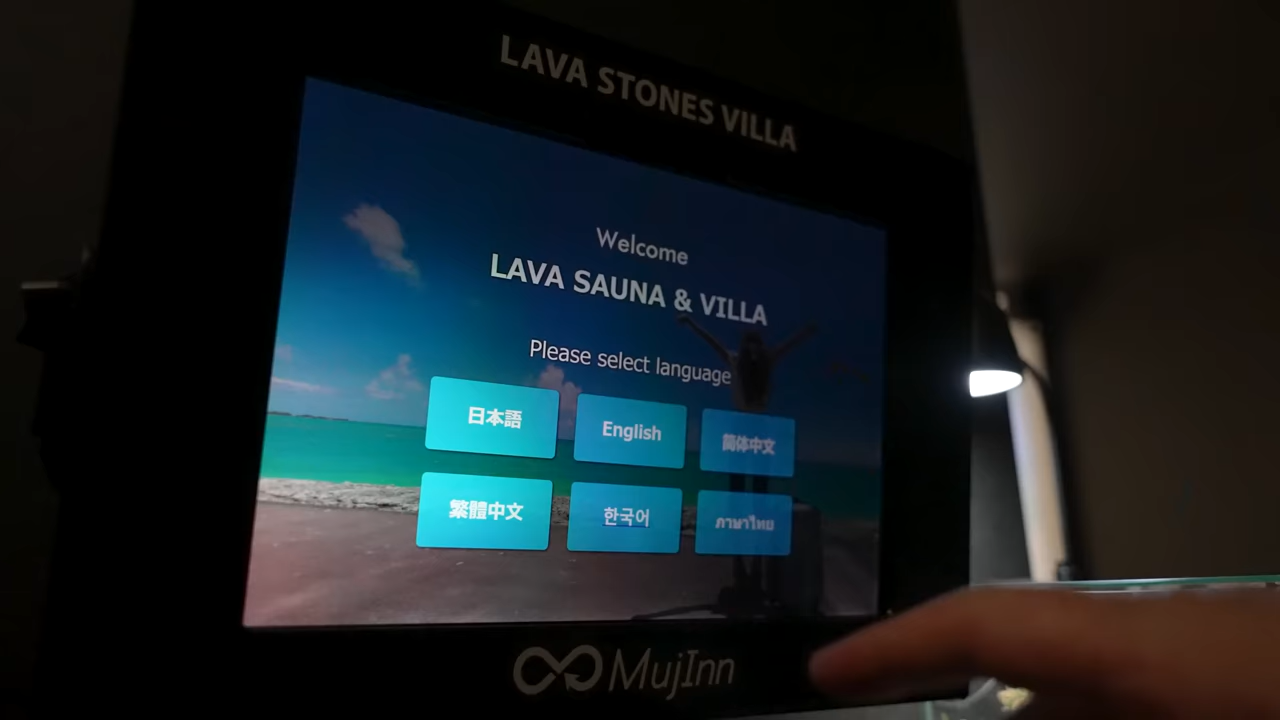 LAVA STONES VILLA
Welcome
LAVA SAUNA & VILLA
Please select language
日本語
English
简体中文
繁體中文
한국어
ภาษาไทย
MujInn